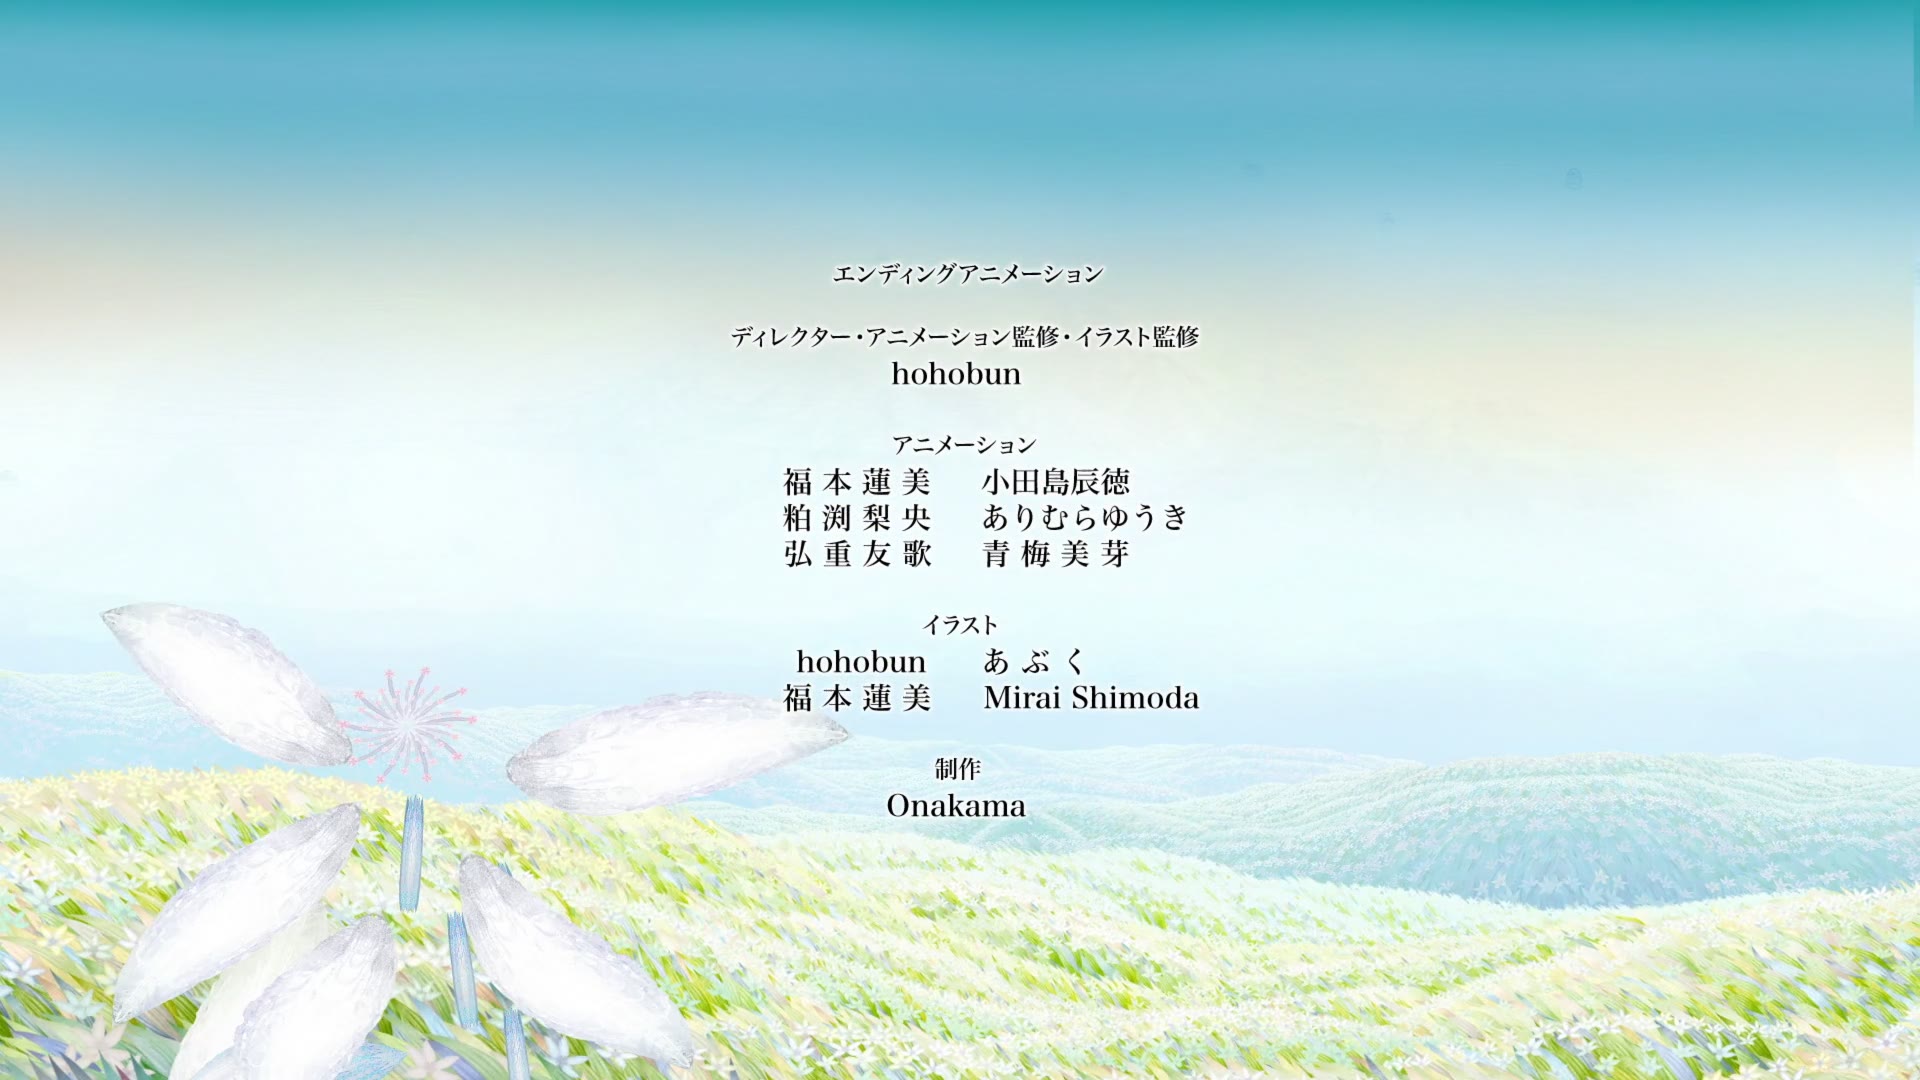 エンディングアニメーション
ディレクター・アニメーション監修・イラスト監修
hohobun
アニメーション
福本蓮美 小田島辰徳
粕渕梨央 ありむらゆうき
弘重友歌 青梅美芽
イラスト
hohobun あぶく
福本蓮美 Mirai Shimoda
制作
Onakama